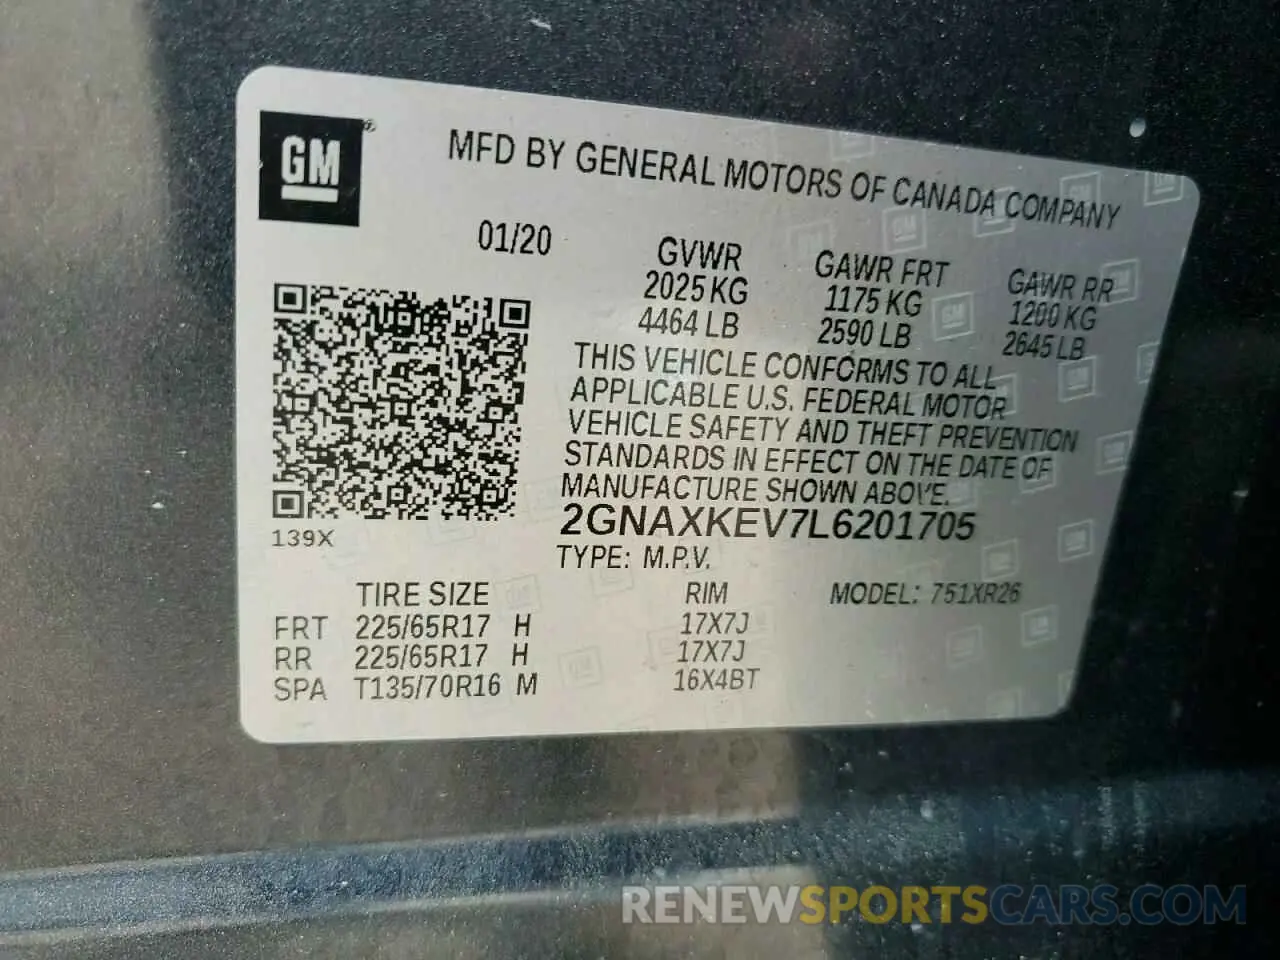 GM®
MFD BY GENERAL MOTORS OF CANADA COMPANY
01/20 GVWR GAWR FRT GAWR RR
2025 KG 1175 KG 1200 KG
4464 LB 2590 LB 2645 LB
THIS VEHICLE CONFORMS TO ALL
APPLICABLE U.S. FEDERAL MOTOR
VEHICLE SAFETY AND THEFT PREVENTION
STANDARDS IN EFFECT ON THE DATE OF
MANUFACTURE SHOWN ABOVE.
2GNAXKEV7L6201705
139X
TYPE: M.P.V.
TIRE SIZE RIM MODEL: 751XR26
FRT 225/65R17 H 17X7J
RR 225/65R17 H 17X7J
SPA T135/70R16 M 16X4BT
RENEWSPORTSCARS.COM